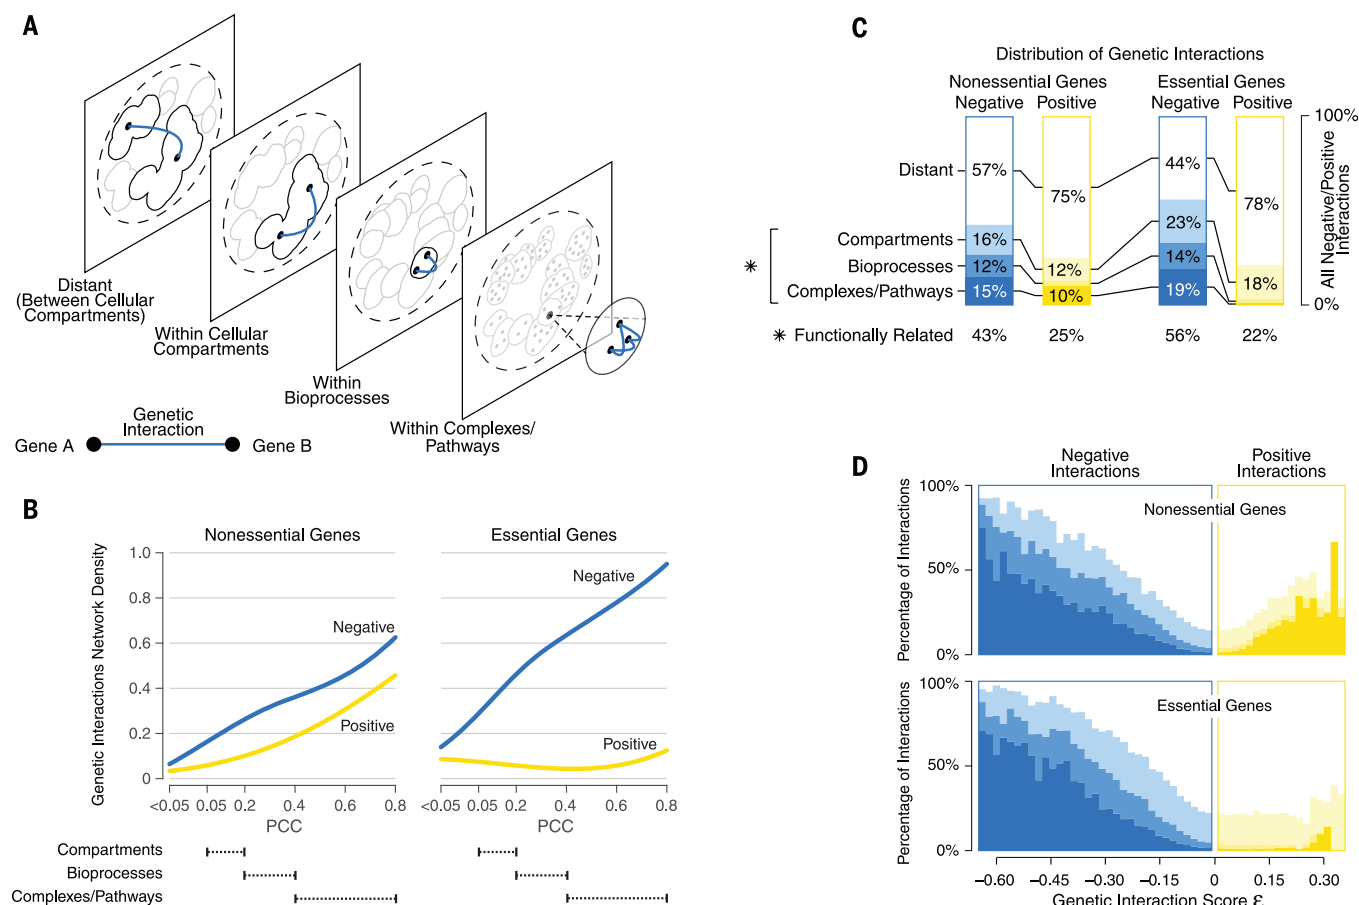 A
Distant
(Between Cellular
Compartments)
Within Cellular
Compartments
Within
Bioprocesses
Within Complexes/
Pathways
Genetic
Interaction
Gene A
Gene B
B
Nonessential Genes
Essential Genes
Genetic Interactions Network Density
1.0
0.8
0.6
0.4
0.2
0
Negative
Positive
Negative
Positive
<0.05 0.05 0.2 0.4 0.6 0.8
<0.05 0.05 0.2 0.4 0.6 0.8
PCC
PCC
Compartments
Bioprocesses
Complexes/Pathways
C
Distribution of Genetic Interactions
Nonessential Genes
Essential Genes
Negative Positive
Negative Positive
Distant
57% 75% 44% 78%
Compartments
16% 12% 23% 18%
Bioprocesses
12% 14%
Complexes/Pathways
15% 10% 19%
* 
* Functionally Related 43% 25% 56% 22%
100%
0%
All Negative/Positive
Interactions
D
Negative
Interactions
Positive
Interactions
Percentage of Interactions
100%
50%
0%
Nonessential Genes
Percentage of Interactions
100%
50%
0%
Essential Genes
−0.60 −0.45 −0.30 −0.15 0 0.15 0.30
Genetic Interaction Score ε